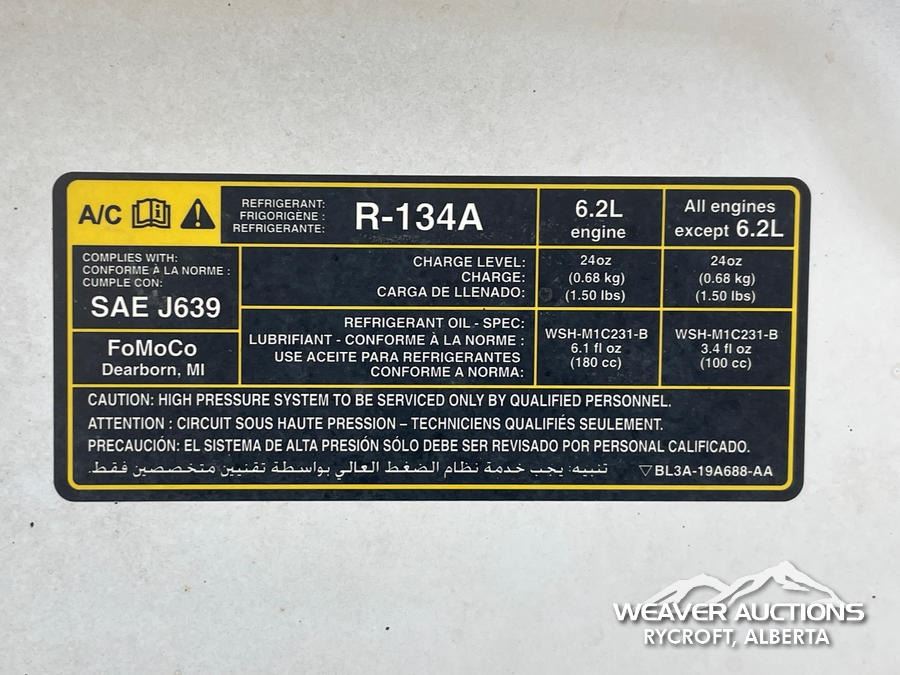 A/C
REFRIGERANT:
FRIGORIGÈNE :
REFRIGERANTE:
R-134A
6.2L
engine
All engines
except 6.2L
COMPLIES WITH:
CONFORME À LA NORME :
CUMPLE CON:
SAE J639
FoMoCo
Dearborn, MI
CHARGE LEVEL:
CHARGE:
CARGA DE LLENADO:
24oz
(0.68 kg)
(1.50 lbs)
24oz
(0.68 kg)
(1.50 lbs)
REFRIGERANT OIL - SPEC:
LUBRIFIANT - CONFORME À LA NORME :
USE ACEITE PARA REFRIGERANTES
CONFORME A NORMA:
WSH-M1C231-B
6.1 fl oz
(180 cc)
WSH-M1C231-B
3.4 fl oz
(100 cc)
CAUTION: HIGH PRESSURE SYSTEM TO BE SERVICED ONLY BY QUALIFIED PERSONNEL.
ATTENTION : CIRCUIT SOUS HAUTE PRESSION – TECHNICIENS QUALIFIÉS SEULEMENT.
PRECAUCIÓN: EL SISTEMA DE ALTA PRESIÓN SÓLO DEBE SER REVISADO POR PERSONAL CALIFICADO.
تنبيه: يجب خدمة نظام الضغط العالي بواسطة تقنيين متخصصين فقط.
▽BL3A-19A688-AA
WEAVER AUCTIONS
RYCROFT, ALBERTA